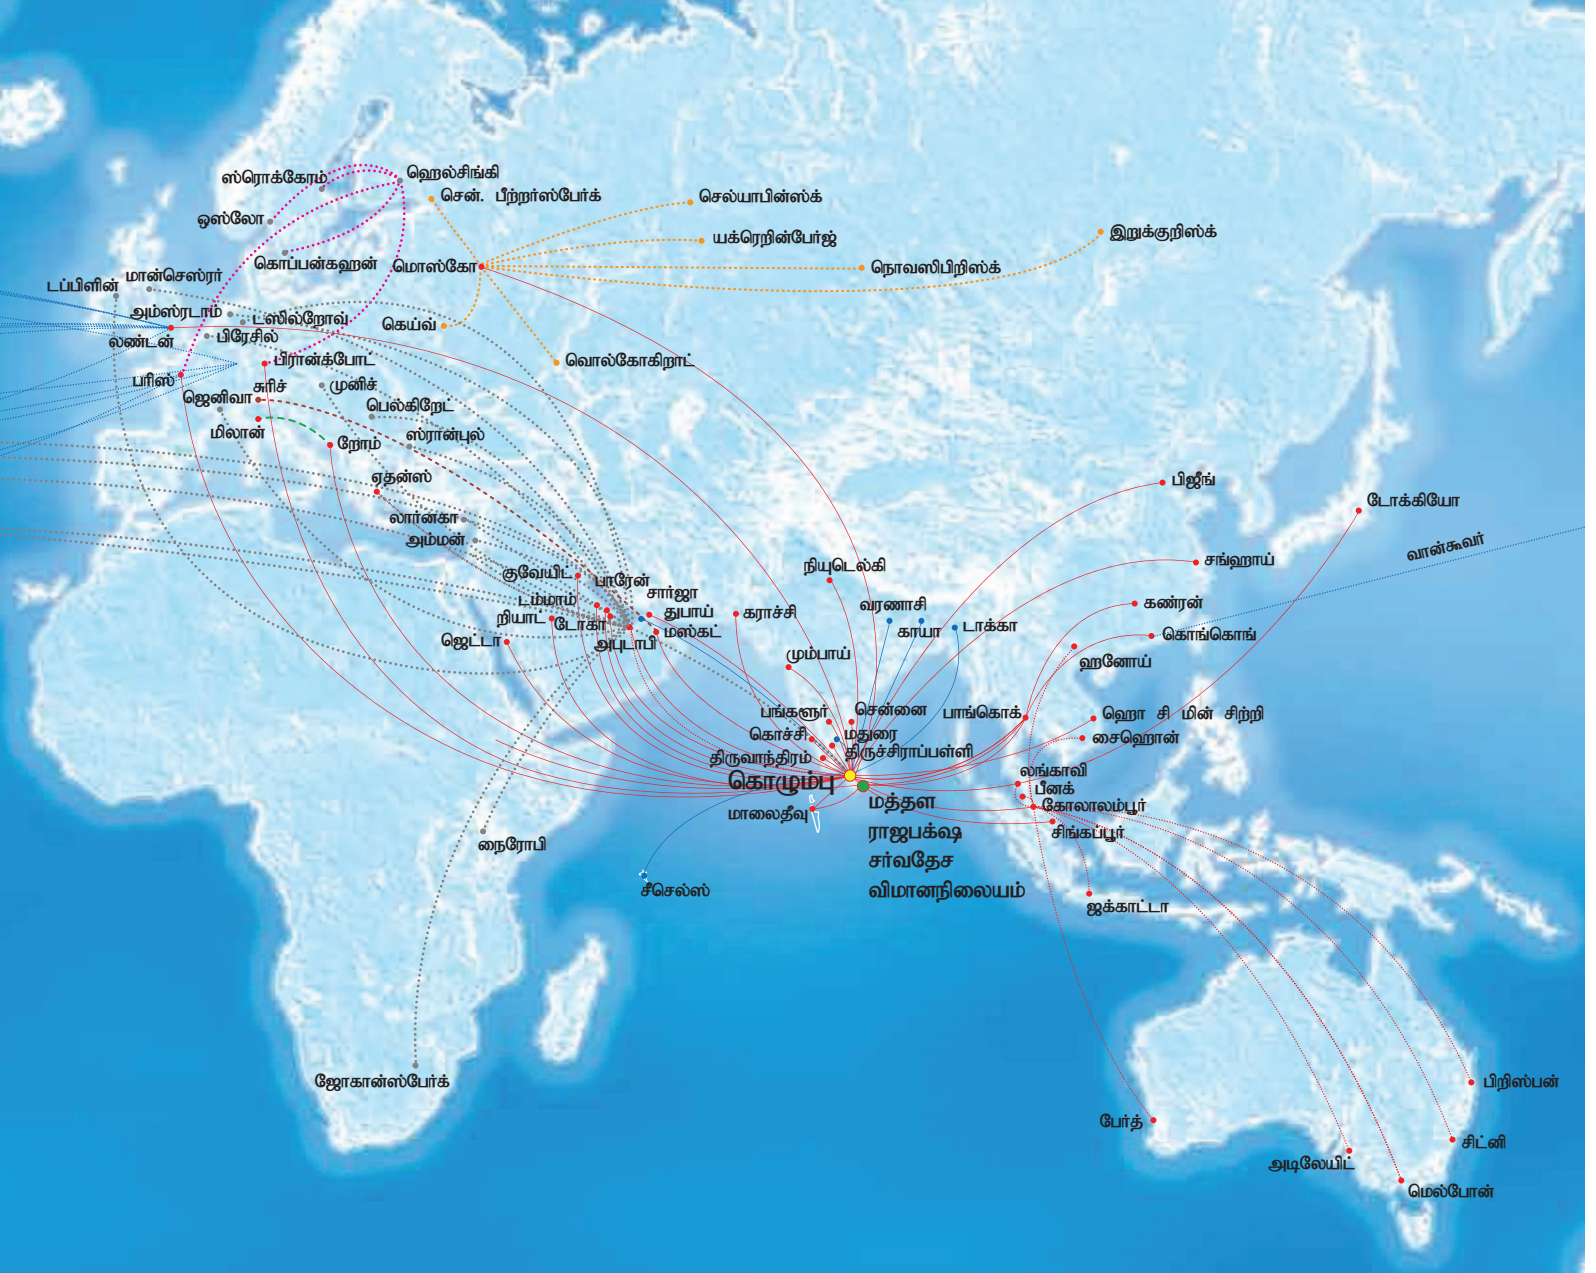 ஸ்ரொக்கேரம்
ஹெல்சிங்கி
சென். பீற்றர்ஸ்பேர்க்
செல்யாபின்ஸ்க்
ஒஸ்லோ
யக்ரெறின்பேர்ஜ்
இறுக்குறிஸ்க்
கொப்பன்கஹன்
மொஸ்கோ
நொவஸிபிறிஸ்க்
மான்செஸ்ரர்
டப்பிளின்
அம்ஸ்ரடாம்
டஸில்றோவ்
கெய்வ்
லண்டன்
பிரேசில்
பிரான்க்போட்
வொல்கோகிறாட்
பரிஸ்
சுரிச்
முனிச்
ஜெனிவா
பெல்கிறேட்
மிலான்
றோம்
ஸ்ரான்புல்
ஏதன்ஸ்
பிஜீங்
டோக்கியோ
லார்னகா
அம்மன்
வான்கூவர்
குவேயிட்
பாரேன்
நியுடெல்கி
சங்ஹாய்
டம்மாம்
சார்ஜா
வரணாசி
கண்ரன்
றியாட்
டோகா
துபாய்
கராச்சி
காயா
டாக்கா
கொங்கொங்
ஜெட்டா
அபுடாபி
மஸ்கட்
மும்பாய்
ஹனோய்
பங்களூர்
சென்னை
பாங்கொக்
ஹொ சி மின் சிற்றி
கொச்சி
மதுரை
சைஹொன்
திருவாந்திரம்
திருச்சிராப்பள்ளி
லங்காவி
கொழும்பு
பீனக்
மத்தள
ராஜபக்ஷ
சர்வதேச
விமானநிலையம்
கோலாலம்பூர்
மாலைதீவு
சிங்கப்பூர்
நைரோபி
சீசெல்ஸ்
ஜக்காட்டா
ஜோகான்ஸ்பேர்க்
பிறிஸ்பன்
பேர்த்
சிட்னி
அடிலேயிட்
மெல்போன்